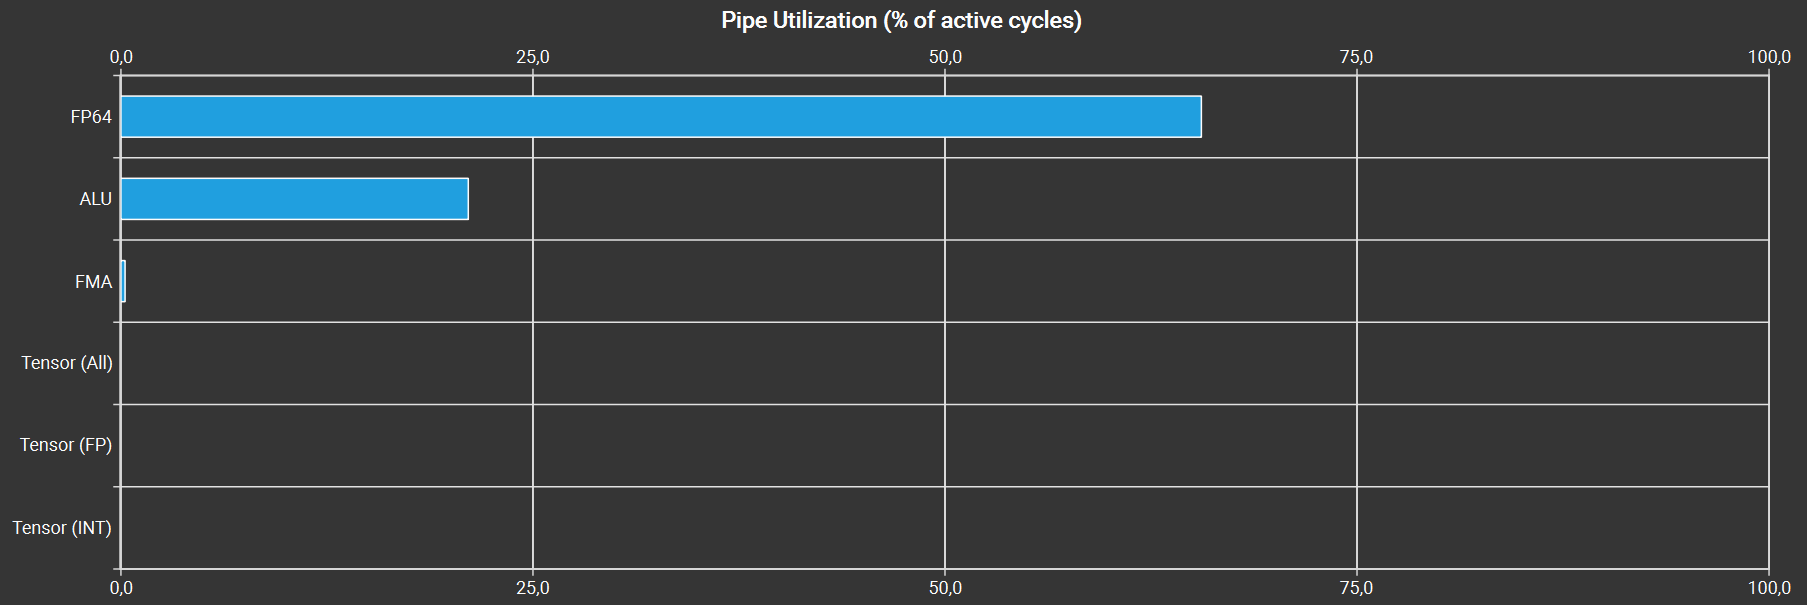 Pipe Utilization (% of active cycles)
0,0 25,0 50,0 75,0 100,0
FP64
ALU
FMA
Tensor (All)
Tensor (FP)
Tensor (INT)
0,0 25,0 50,0 75,0 100,0